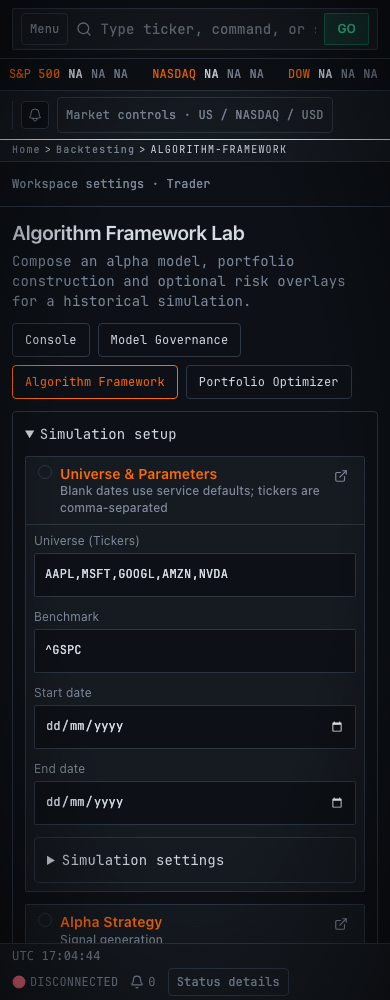 Menu
Type ticker, command, or s
GO
S&P 500 NA NA NA NASDAQ NA NA NA DOW NA NA NA
Market controls · US / NASDAQ / USD
Home > Backtesting > ALGORITHM-FRAMEWORK
Workspace settings · Trader
Algorithm Framework Lab
Compose an alpha model, portfolio
construction and optional risk overlays
for a historical simulation.
Console
Model Governance
Algorithm Framework
Portfolio Optimizer
Simulation setup
Universe & Parameters
Blank dates use service defaults; tickers are
comma-separated
Universe (Tickers)
AAPL,MSFT,GOOGL,AMZN,NVDA
Benchmark
^GSPC
Start date
dd/mm/yyyy
End date
dd/mm/yyyy
Simulation settings
Alpha Strategy
Signal generation
UTC 17:04:44
DISCONNECTED
0
Status details